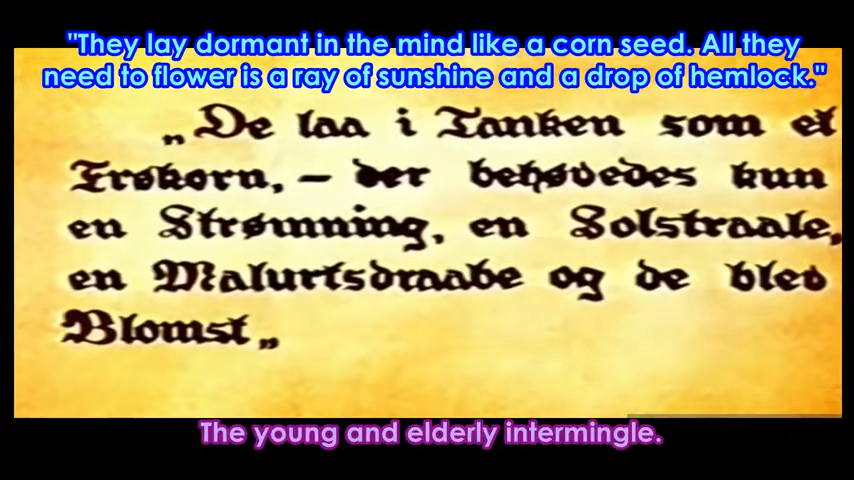 "They lay dormant in the mind like a corn seed. All they
need to flower is a ray of sunshine and a drop of hemlock."
„De laa i Tanken som et
Frøkorn, – der behøvedes kun
en Strømning, en Solstraale,
en Malurtsdraabe og de blev
Blomst„
The young and elderly intermingle.